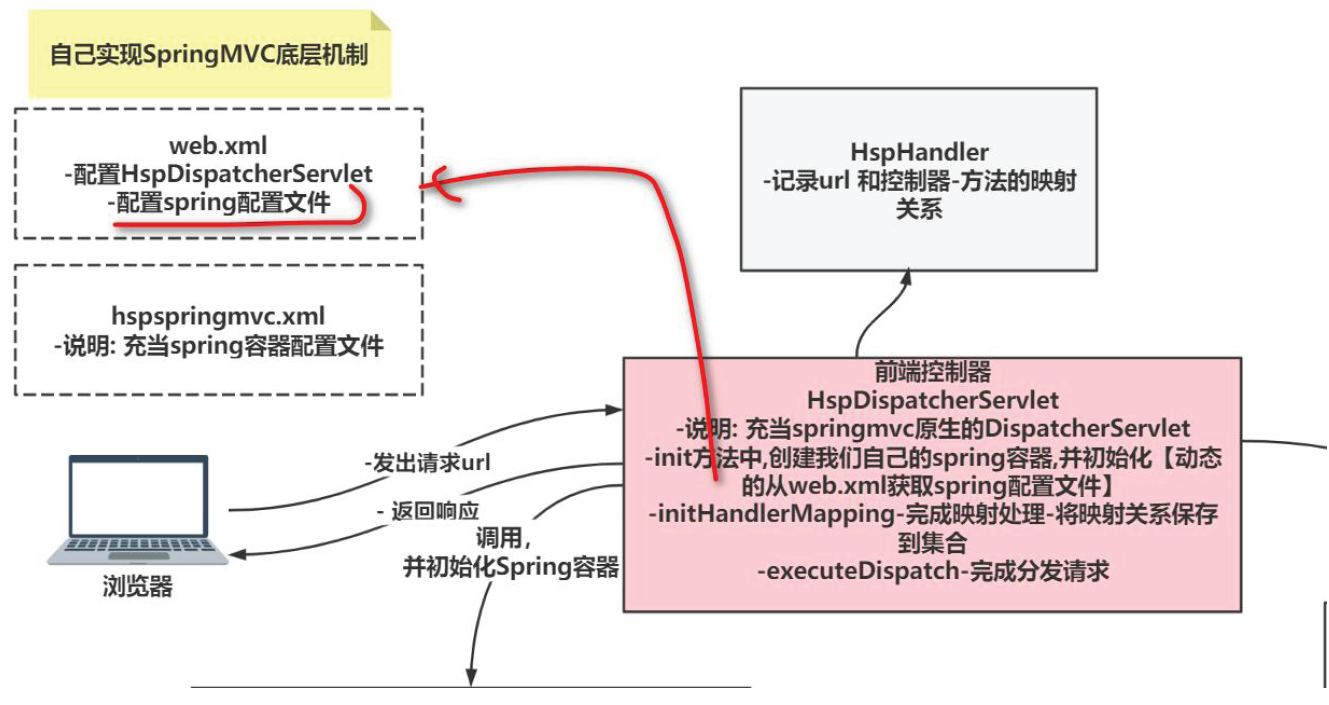 自己实现SpringMVC底层机制
web.xml
-配置HspDispatcherServlet
-配置spring配置文件
hspspringmvc.xml
-说明: 充当spring容器配置文件
HspHandler
-记录url 和控制器-方法的映射
关系
前端控制器
HspDispatcherServlet
-说明: 充当springmvc原生的DispatcherServlet
-init方法中,创建我们自己的spring容器,并初始化【动态
的从web.xml获取spring配置文件】
-initHandlerMapping-完成映射处理-将映射关系保存
到集合
-executeDispatch-完成分发请求
-发出请求url
- 返回响应
调用，
并初始化Spring容器
浏览器